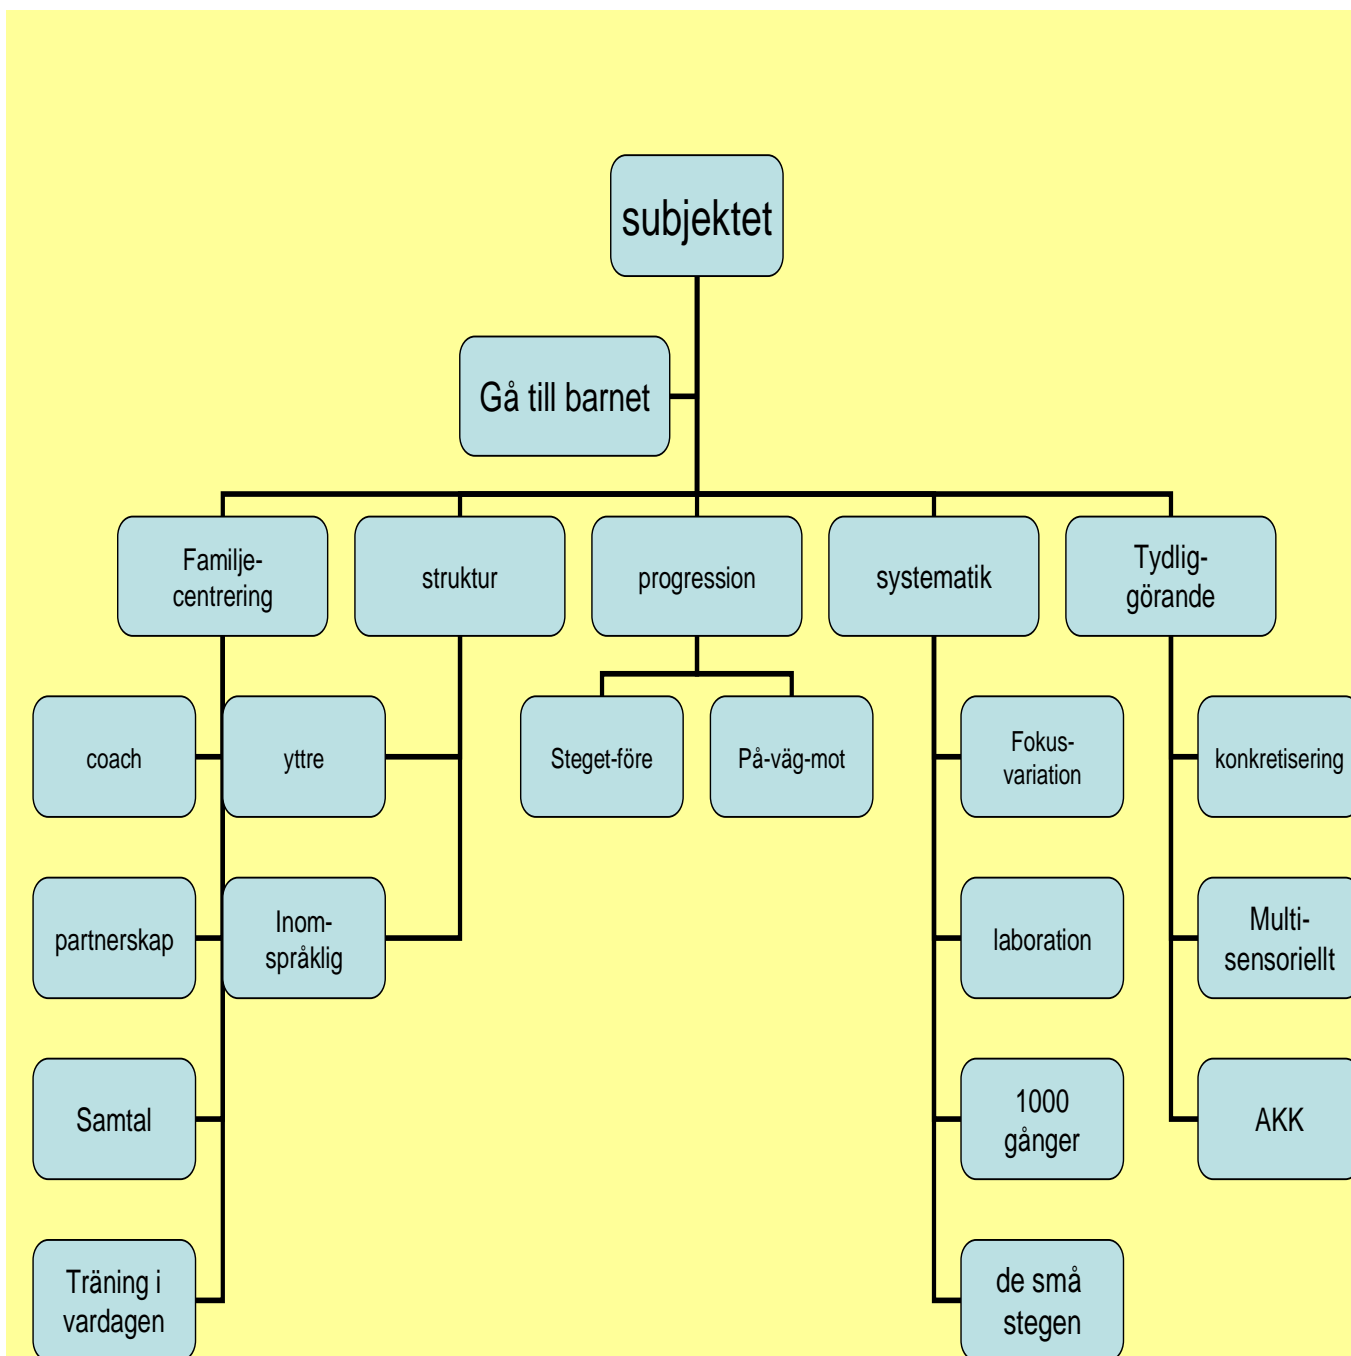 subjektet
Gå till barnet
Familje-
centrering
struktur
progression
systematik
Tydlig-
görande
coach
yttre
Steget-före
På-väg-mot
Fokus-
variation
konkretisering
partnerskap
Inom-
språklig
laboration
Multi-
sensoriellt
Samtal
1000
gånger
AKK
Träning i
vardagen
de små
stegen